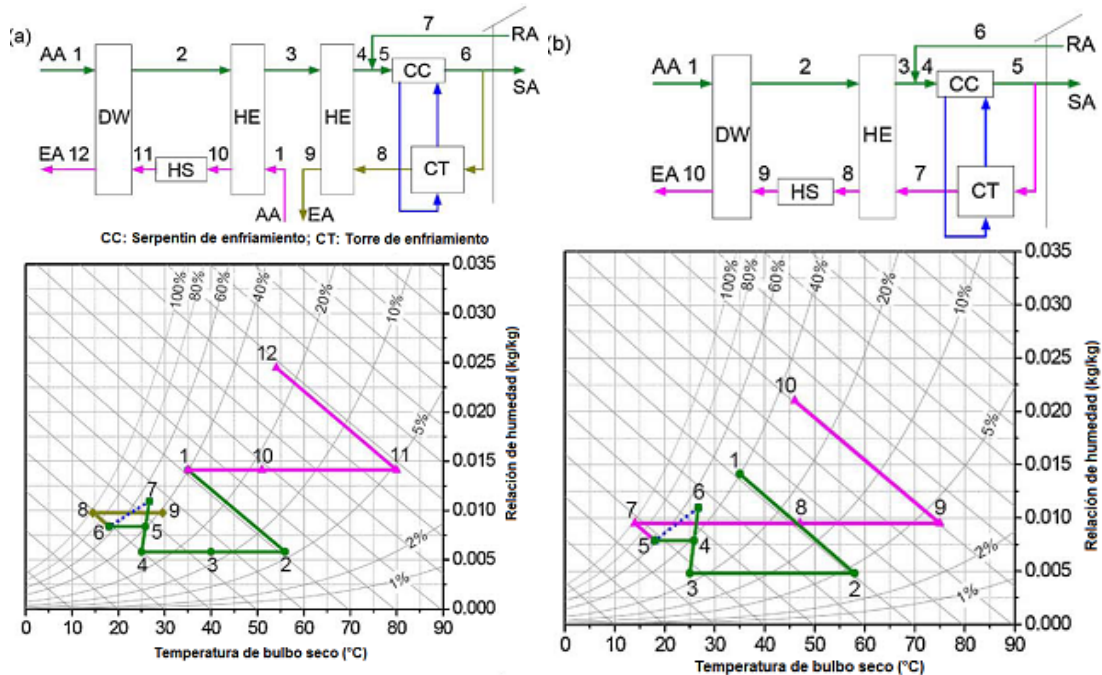 (a)
7
RA
AA 1
2
3
4
5
CC
6
SA
DW
HE
HE
EA 12
11
HS
10
1
9
8
CT
AA
EA
CC: Serpentin de enfriamiento; CT: Torre de enfriamiento
100%
80%
60%
40%
20%
10%
5%
2%
1%
12
1
10
11
7
8
9
6
5
4
3
2
0.035
0.030
0.025
0.020
0.015
0.010
0.005
0.000
Relación de humedad (kg/kg)
0 10 20 30 40 50 60 70 80 90
Temperatura de bulbo seco (°C)
(b)
6
RA
AA 1
2
3
4
CC
5
SA
DW
HE
EA 10
9
HS
8
7
CT
100%
80%
60%
40%
20%
10%
5%
2%
1%
10
1
6
7
8
9
5
4
3
2
0.035
0.030
0.025
0.020
0.015
0.010
0.005
0.000
Relación de humedad (kg/kg)
0 10 20 30 40 50 60 70 80 90
Temperatura de bulbo seco (°C)